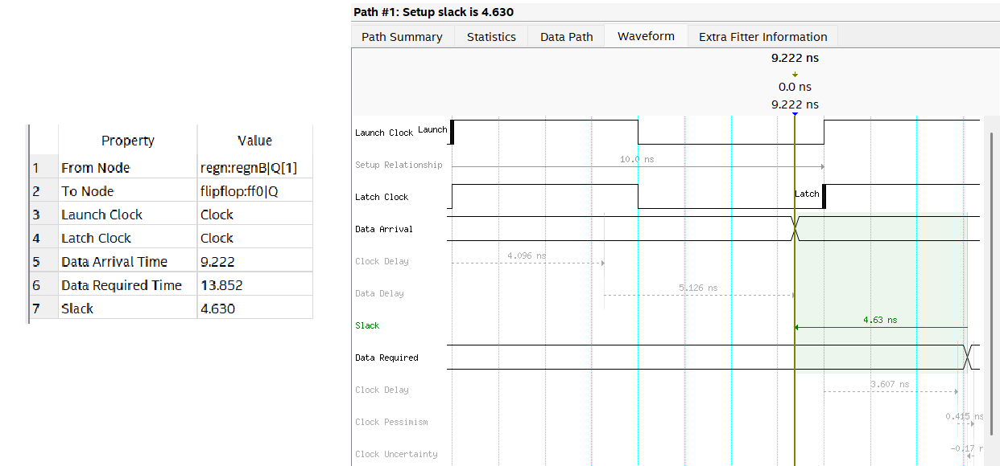 Property Value
1 From Node regn:regnB|Q[1]
2 To Node flipflop:ff0|Q
3 Launch Clock Clock
4 Latch Clock Clock
5 Data Arrival Time 9.222
6 Data Required Time 13.852
7 Slack 4.630
Path #1: Setup slack is 4.630
Path Summary Statistics Data Path Waveform Extra Fitter Information
9.222 ns
0.0 ns
9.222 ns
Launch Clock Launch
Setup Relationship 10.0 ns
Latch Clock Latch
Data Arrival
Clock Delay 4.096 ns
Data Delay 5.126 ns
Slack 4.63 ns
Data Required
Clock Delay 3.607 ns
Clock Pessimism 0.415 ns
Clock Uncertainty -0.17